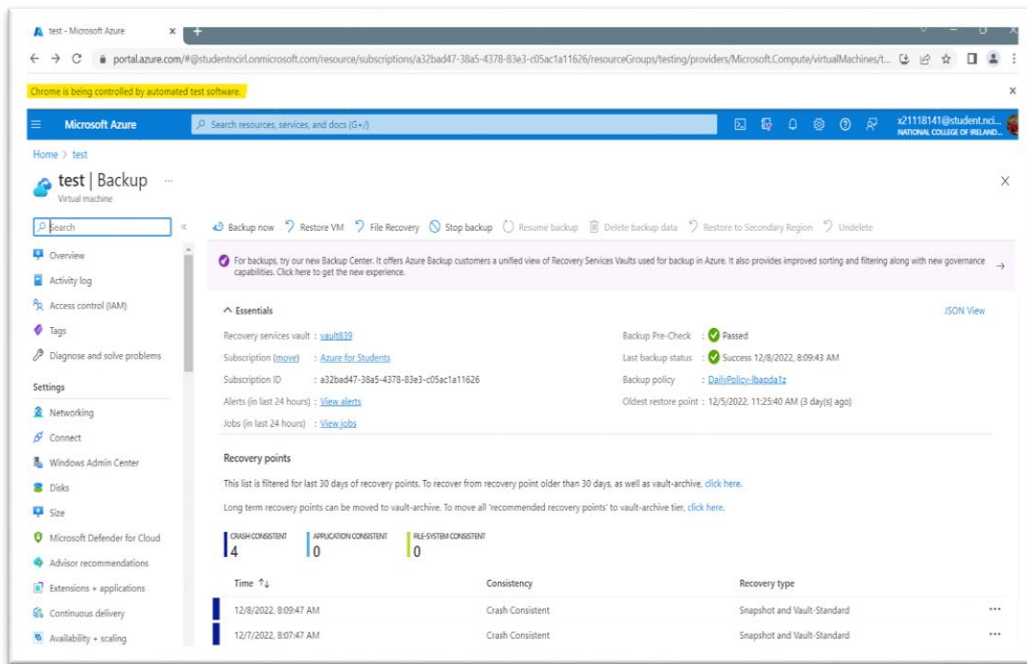 test - Microsoft Azure
portal.azure.com/#@studentncirl.onmicrosoft.com/resource/subscriptions/a32bad47-38a5-4378-83e3-c05ac1a11626/resourceGroups/testing/providers/Microsoft.Compute/virtualMachines/t...
Chrome is being controlled by automated test software.
Microsoft Azure
Search resources, services, and docs (G+/)
x21118141@student.nci...
NATIONAL COLLEGE OF IRELAND...
Home > test
test | Backup ...
Virtual machine
Search
Overview
Activity log
Access control (IAM)
Tags
Diagnose and solve problems
Settings
Networking
Connect
Windows Admin Center
Disks
Size
Microsoft Defender for Cloud
Advisor recommendations
Extensions + applications
Continuous delivery
Availability + scaling
Backup now Restore VM File Recovery Stop backup Resume backup Delete backup data Restore to Secondary Region Undelete
For backups, try our new Backup Center. It offers Azure Backup customers a unified view of Recovery Services Vaults used for backup in Azure. It also provides improved sorting and filtering along with new governance
capabilities. Click here to get the new experience.
Essentials
JSON View
Recovery services vault : vault839
Subscription (move) : Azure for Students
Subscription ID : a32bad47-38a5-4378-83e3-c05ac1a11626
Alerts (in last 24 hours) : View alerts
Jobs (in last 24 hours) : View jobs
Backup Pre-Check : Passed
Last backup status : Success 12/8/2022, 8:09:43 AM
Backup policy : DailyPolicy-lbapda1z
Oldest restore point : 12/5/2022, 11:25:40 AM (3 day(s) ago)
Recovery points
This list is filtered for last 30 days of recovery points. To recover from recovery point older than 30 days, as well as vault-archive, click here.
Long term recovery points can be moved to vault-archive. To move all 'recommended recovery points' to vault-archive tier, click here.
CRASH CONSISTENT
4
APPLICATION CONSISTENT
0
FILE-SYSTEM CONSISTENT
0
Time Consistency Recovery type
12/8/2022, 8:09:47 AM Crash Consistent Snapshot and Vault-Standard ...
12/7/2022, 8:07:47 AM Crash Consistent Snapshot and Vault-Standard ...